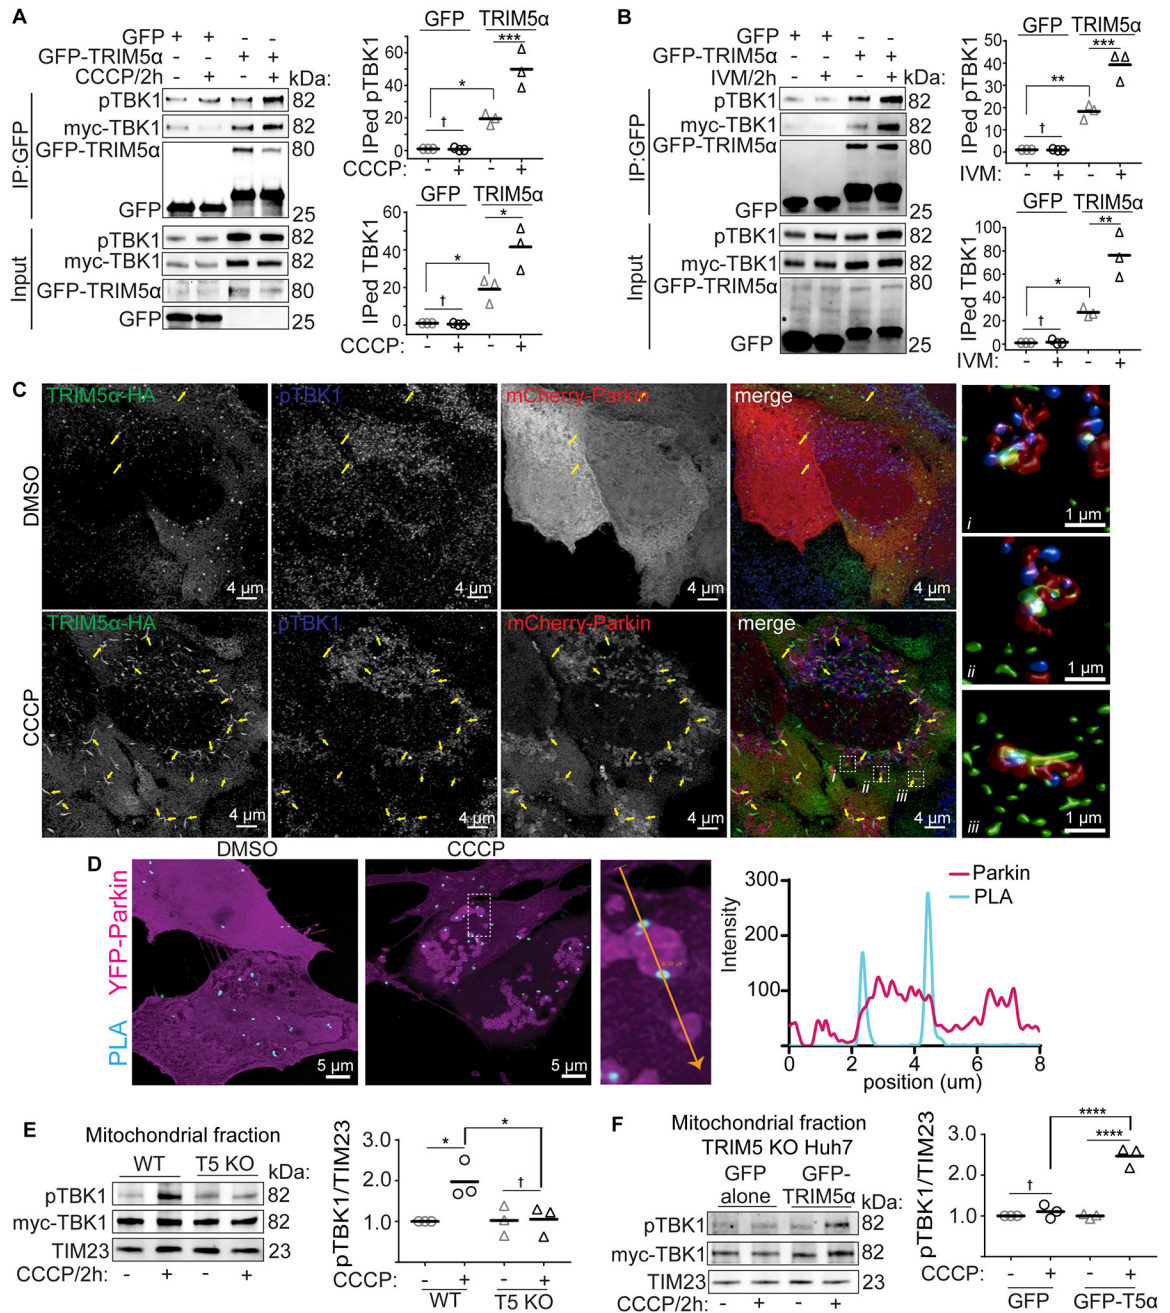 A
GFP + + - -
GFP-TRIM5α - - + +
CCCP/2h - + - + kDa:
IP:GFP
pTBK1 82
myc-TBK1 82
GFP-TRIM5α 80
GFP 25
Input
pTBK1 82
myc-TBK1 82
GFP-TRIM5α 80
GFP 25
GFP TRIM5α
IPed pTBK1
60
40
20
0
* *** †
CCCP: - + - +
GFP TRIM5α
IPed TBK1
60
40
20
0
* * †
CCCP: - + - +
B
GFP + + - -
GFP-TRIM5α - - + +
IVM/2h - + - + kDa:
IP:GFP
pTBK1 82
myc-TBK1 82
GFP-TRIM5α 80
GFP 25
Input
pTBK1 82
myc-TBK1 82
GFP-TRIM5α 80
GFP 25
GFP TRIM5α
IPed pTBK1
50
40
30
20
10
0
** *** †
IVM: - + - +
GFP TRIM5α
IPed TBK1
100
80
60
40
20
0
* ** †
IVM: - + - +
C
DMSO
TRIM5α-HA pTBK1 mCherry-Parkin merge
4 µm 4 µm 4 µm 4 µm
CCCP
TRIM5α-HA pTBK1 mCherry-Parkin merge
i ii iii
4 µm 4 µm 4 µm 4 µm
i 1 µm
ii 1 µm
iii 1 µm
D
DMSO CCCP
PLA YFP-Parkin
5 µm 5 µm
Intensity
300
200
100
Parkin
PLA
0 2 4 6 8
position (um)
E
Mitochondrial fraction
WT T5 KO kDa:
pTBK1 82
myc-TBK1 82
TIM23 23
CCCP/2h: - + - +
pTBK1/TIM23
3.0
2.0
1.0
* * †
CCCP: - + - +
WT T5 KO
F
Mitochondrial fraction
TRIM5 KO Huh7
GFP alone GFP-TRIM5α kDa:
pTBK1 82
myc-TBK1 82
TIM23 23
CCCP/2h: - + - +
pTBK1/TIM23
3.0
2.0
1.0
**** **** †
CCCP: - + - +
GFP GFP-T5α